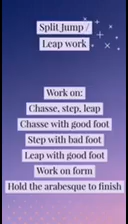 Split Jump /
Leap work
Work on:
Chasse, step, leap
Chasse with good foot
Step with bad foot
Leap with good foot
Work on form
Hold the arabesque to finish